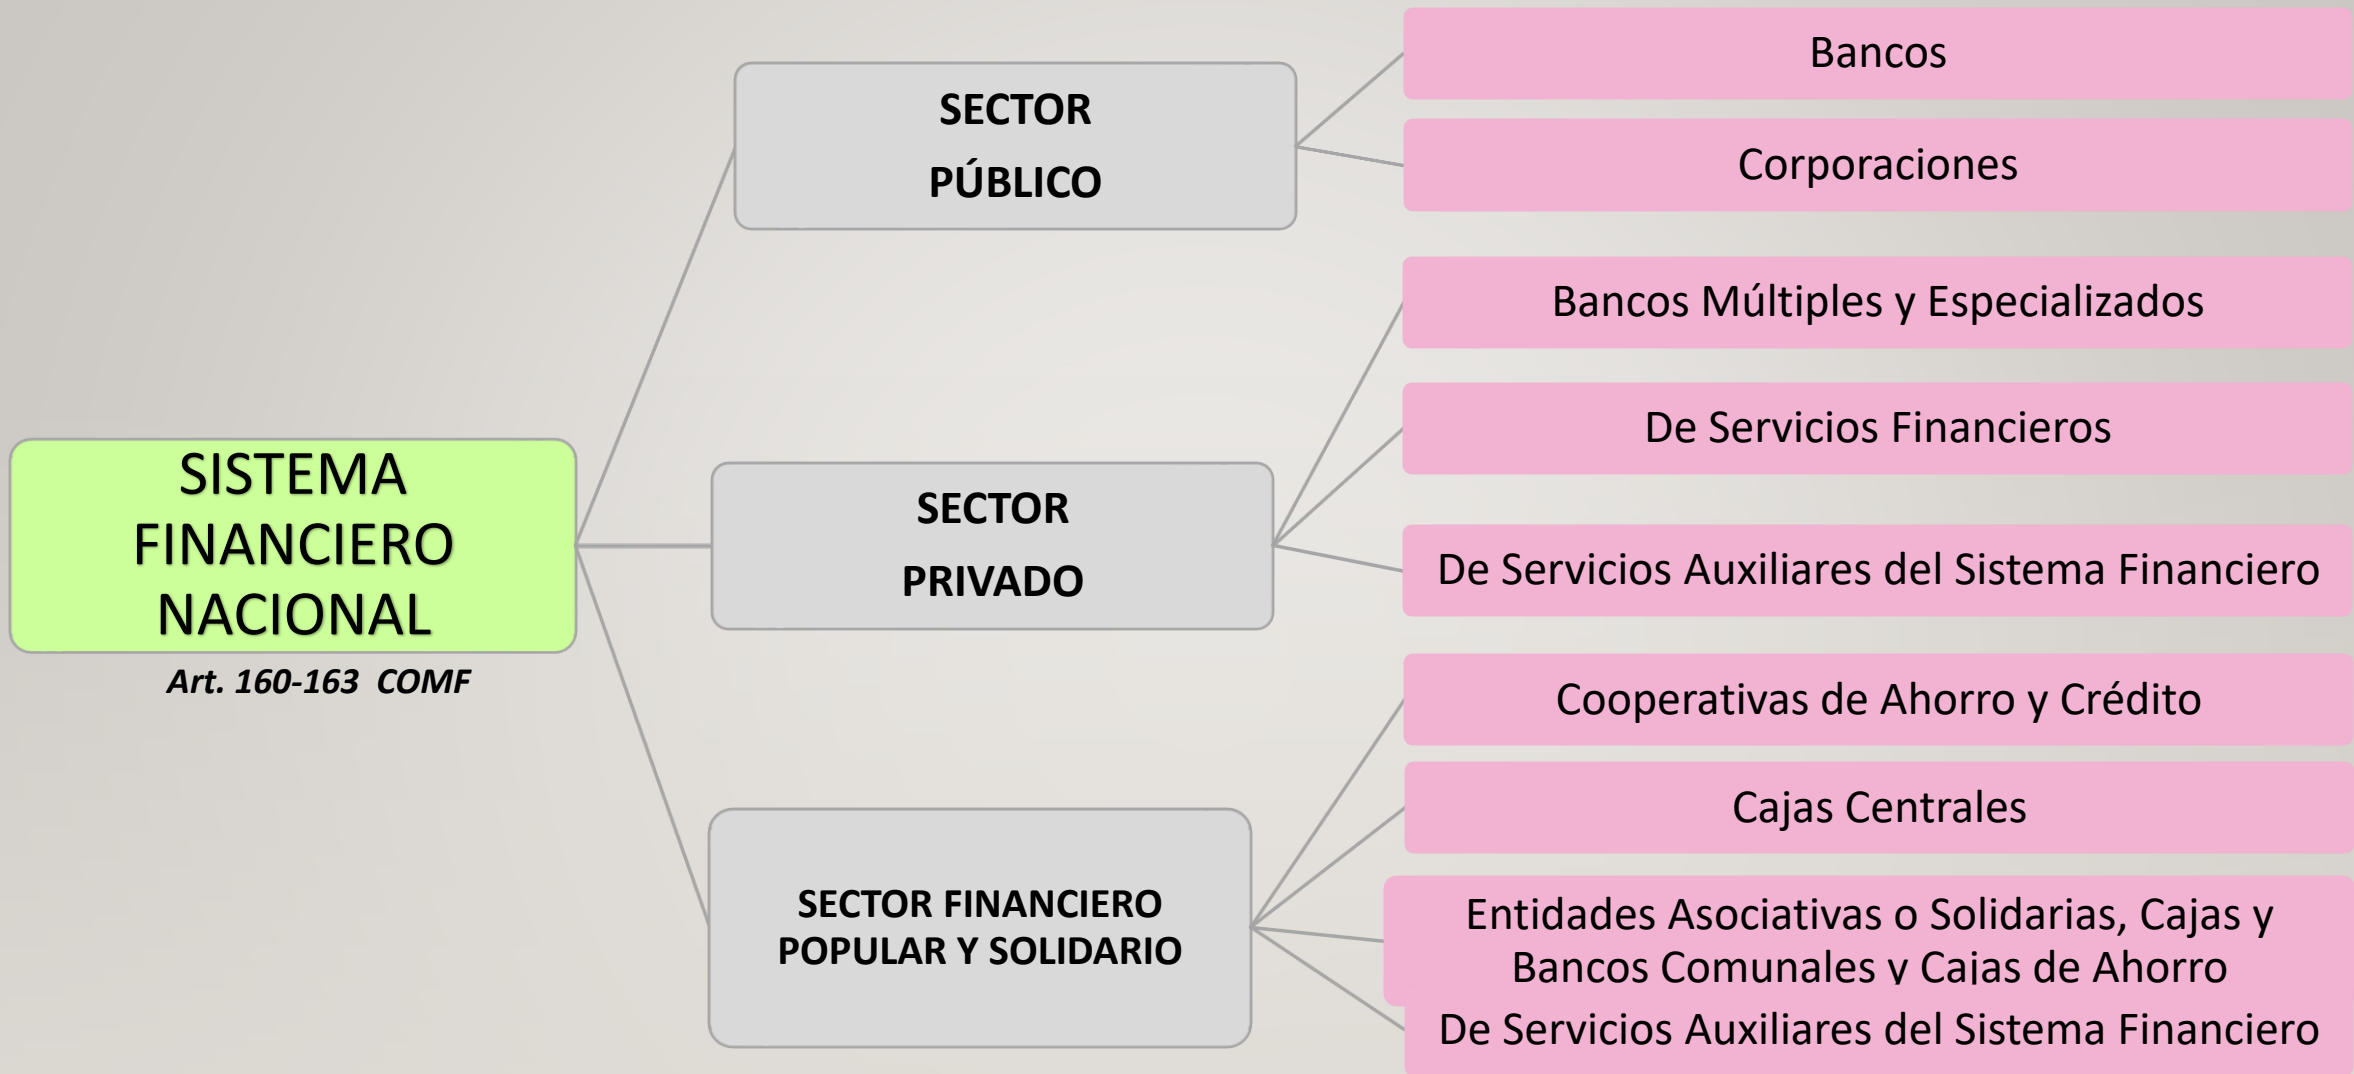 SISTEMA
FINANCIERO
NACIONAL
Art. 160-163 COMF
SECTOR
PÚBLICO
Bancos
Corporaciones
SECTOR
PRIVADO
Bancos Múltiples y Especializados
De Servicios Financieros
De Servicios Auxiliares del Sistema Financiero
SECTOR FINANCIERO
POPULAR Y SOLIDARIO
Cooperativas de Ahorro y Crédito
Cajas Centrales
Entidades Asociativas o Solidarias, Cajas y
Bancos Comunales y Cajas de Ahorro
De Servicios Auxiliares del Sistema Financiero